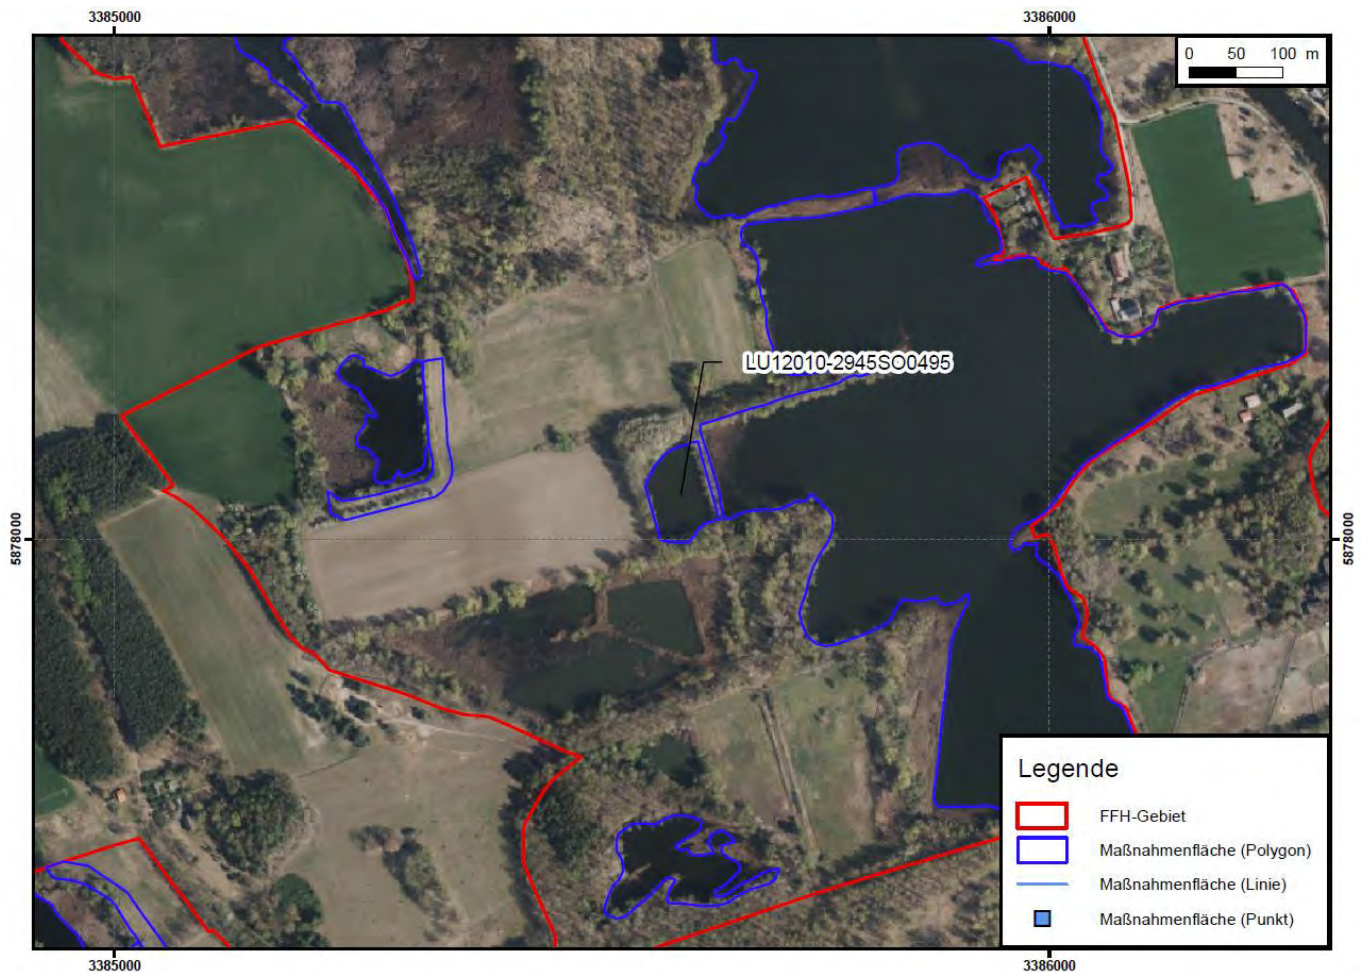 3385000 3386000
0 50 100 m
LU12010-2945SO0495
5878000 5878000
Legende
FFH-Gebiet
Maßnahmenfläche (Polygon)
Maßnahmenfläche (Linie)
Maßnahmenfläche (Punkt)
3385000 3386000